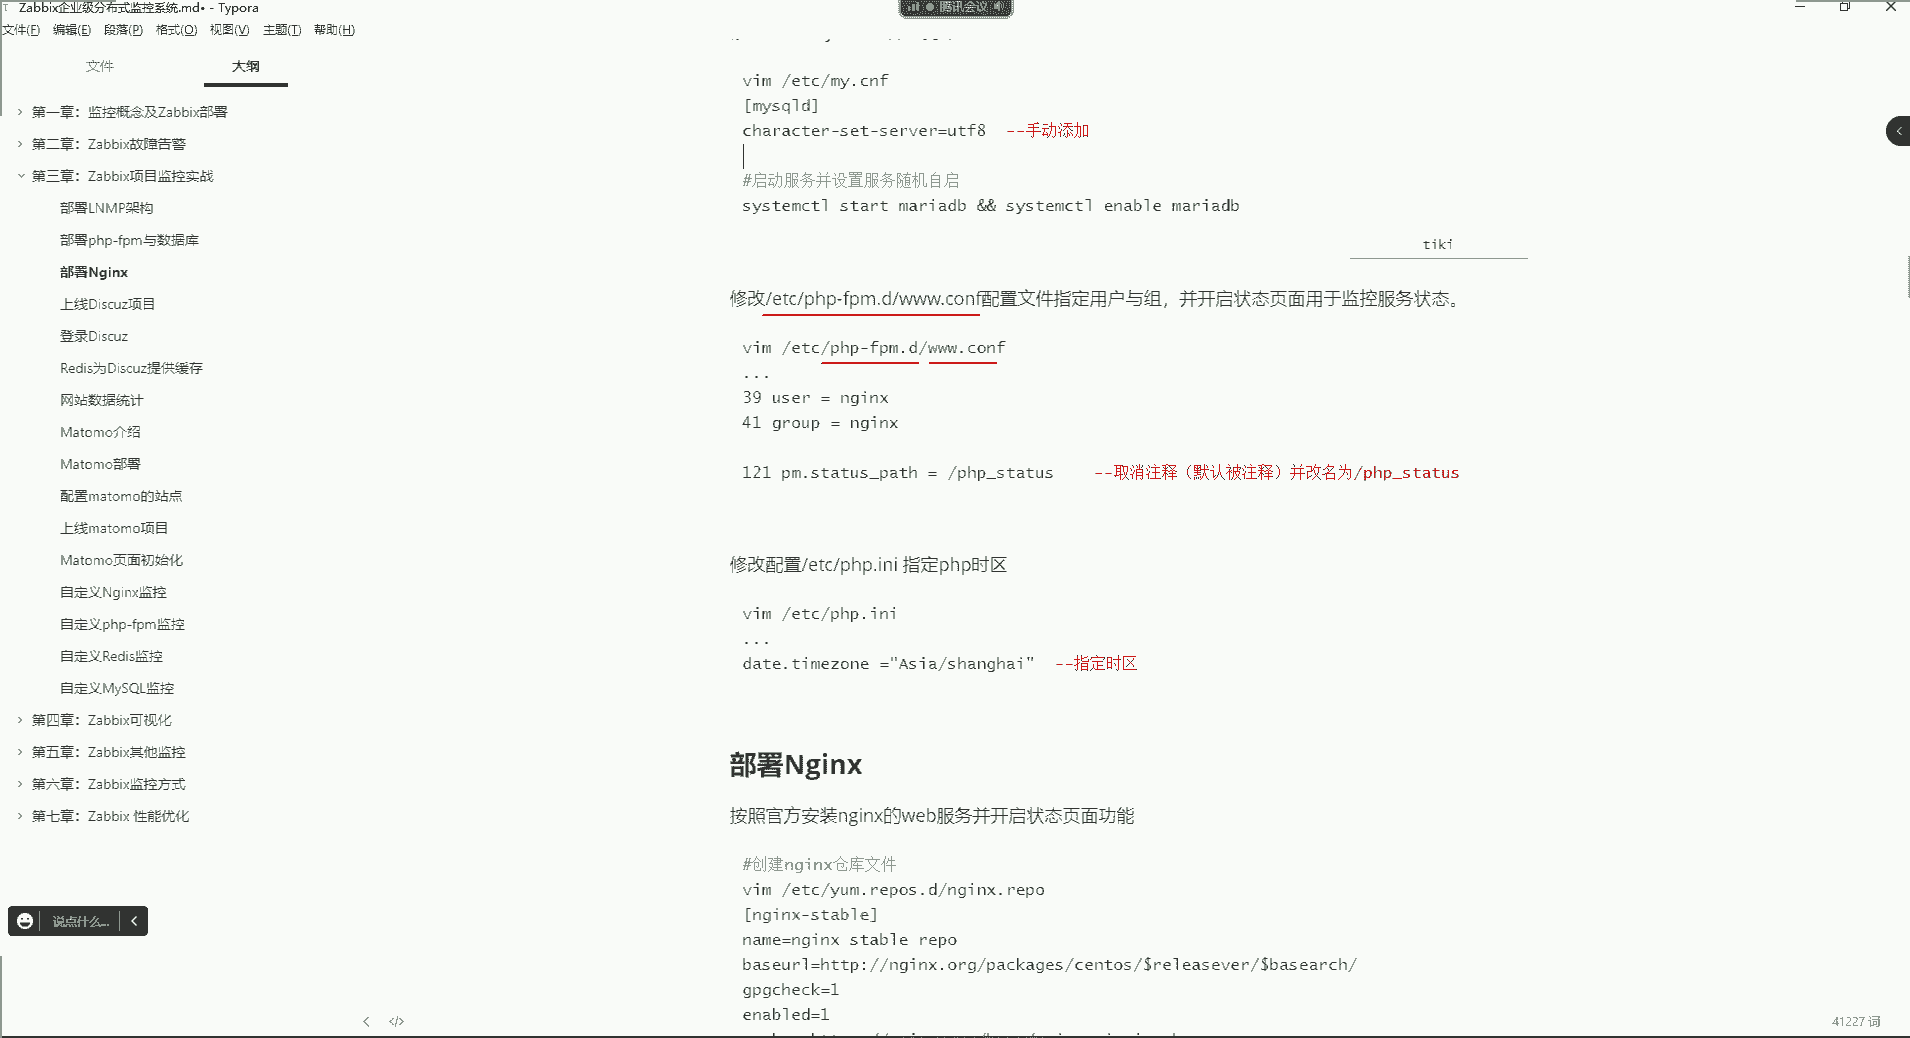 Zabbix企业级分布式监控系统.md• - Typora
腾讯会议
文件(F) 编辑(E) 段落(P) 格式(O) 视图(V) 主题(T) 帮助(H)
文件 大纲
第一章：监控概念及Zabbix部署
第二章：Zabbix故障告警
第三章：Zabbix项目监控实战
部署LNMP架构
部署php-fpm与数据库
部署Nginx
上线Discuz项目
登录Discuz
Redis为Discuz提供缓存
网站数据统计
Matomo介绍
Matomo部署
配置matomo的站点
上线matomo项目
Matomo页面初始化
自定义Nginx监控
自定义php-fpm监控
自定义Redis监控
自定义MySQL监控
第四章：Zabbix可视化
第五章：Zabbix其他监控
第六章：Zabbix监控方式
第七章：Zabbix 性能优化
说点什么...
vim /etc/my.cnf
[mysqld]
character-set-server=utf8 --手动添加
#启动服务并设置服务随机自启
systemctl start mariadb && systemctl enable mariadb
tiki
修改/etc/php-fpm.d/www.conf配置文件指定用户与组，并开启状态页面用于监控服务状态。
vim /etc/php-fpm.d/www.conf
...
39 user = nginx
41 group = nginx
121 pm.status_path = /php_status --取消注释（默认被注释）并改名为/php_status
修改配置/etc/php.ini 指定php时区
vim /etc/php.ini
...
date.timezone ="Asia/shanghai" --指定时区
部署Nginx
按照官方安装nginx的web服务并开启状态页面功能
#创建nginx仓库文件
vim /etc/yum.repos.d/nginx.repo
[nginx-stable]
name=nginx stable repo
baseurl=http://nginx.org/packages/centos/$releasever/$basearch/
gpgcheck=1
enabled=1
41227 词